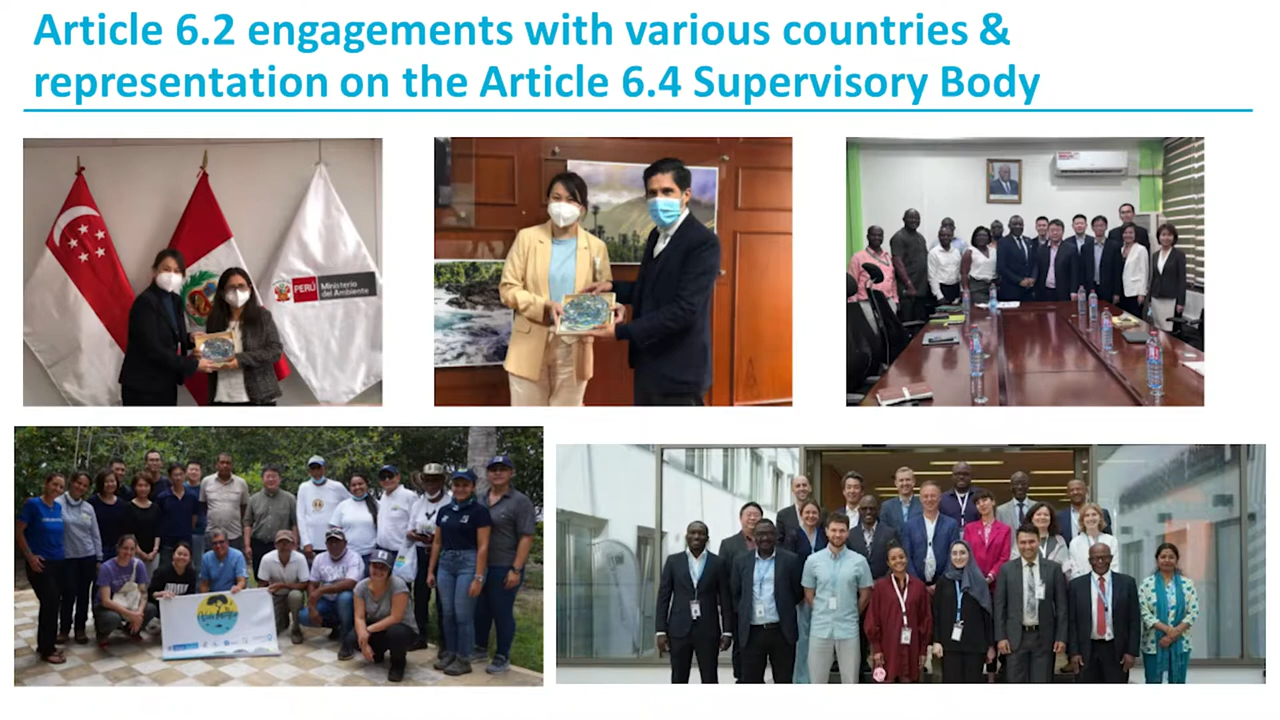 Article 6.2 engagements with various countries &
representation on the Article 6.4 Supervisory Body
PERÚ
Ministerio
del Ambiente